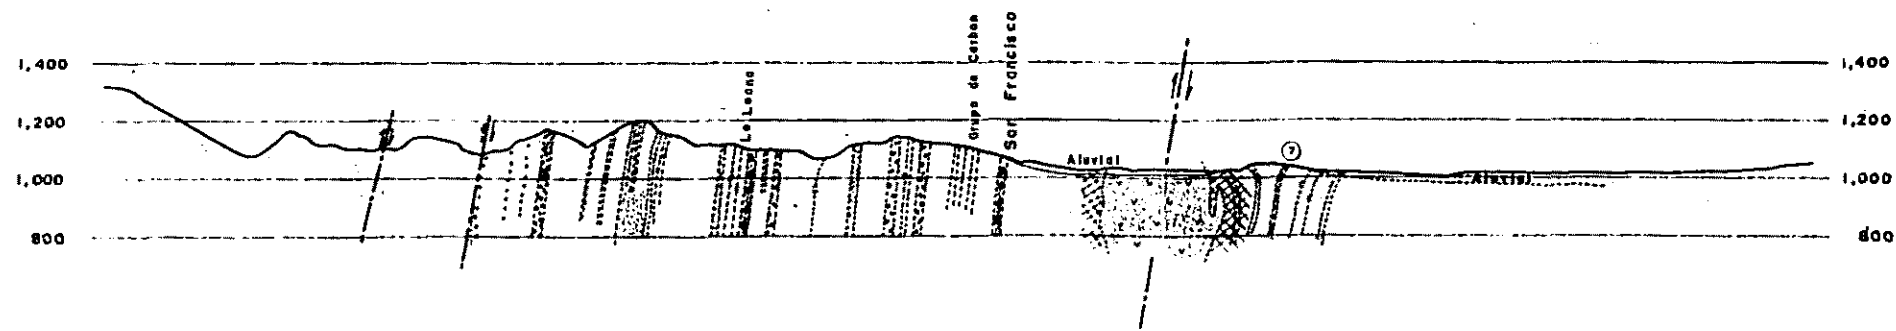 1,400
1,200
1,000
800
La Leona
Grupo de Carbon
San Francisco
Aluvial
7
Aluvial
1,400
1,200
1,000
800